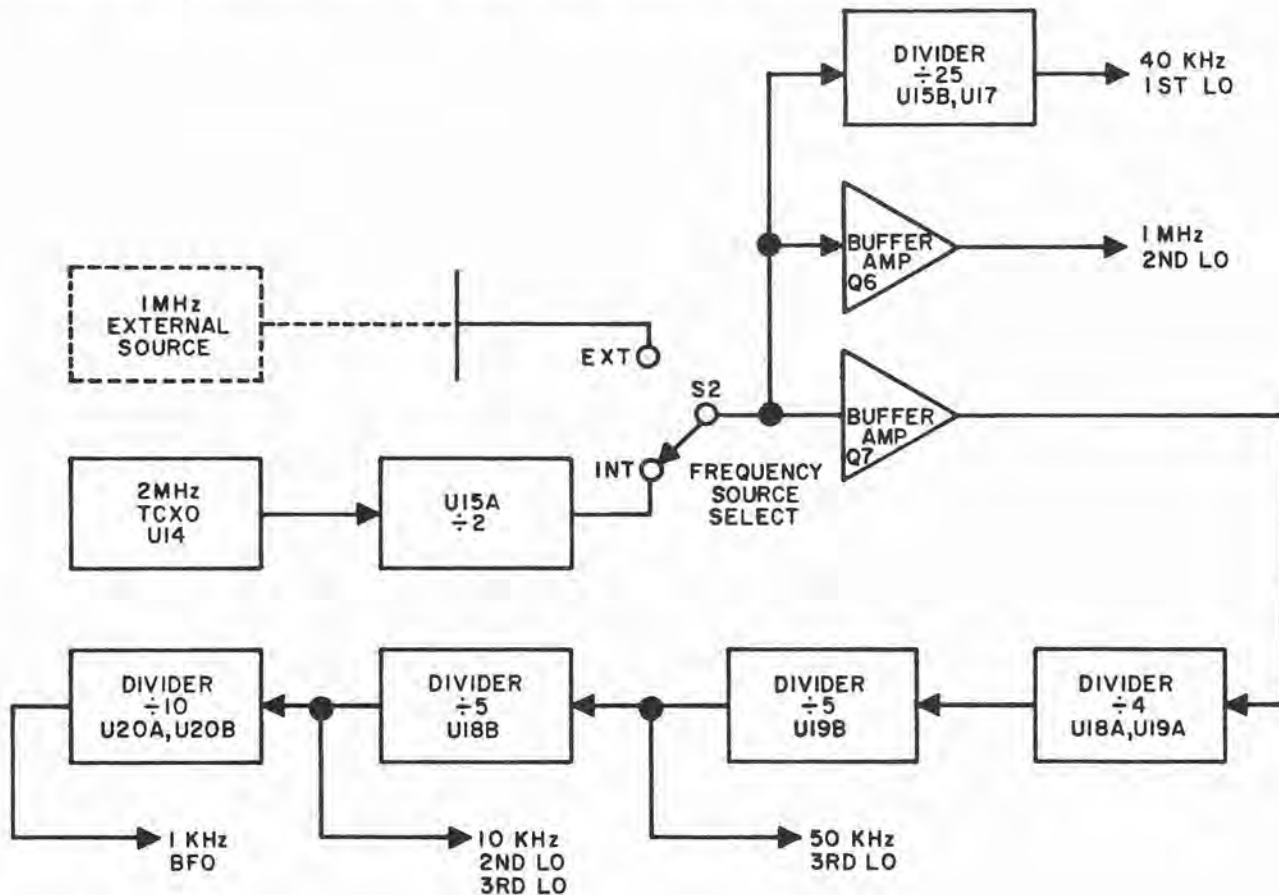 DIVIDER
÷25
U15B,U17
40 KHz
1ST LO
BUFFER
AMP
Q6
1 MHz
2ND LO
1MHz
EXTERNAL
SOURCE
EXT
S2
BUFFER
AMP
Q7
INT
FREQUENCY
SOURCE
SELECT
2MHz
TCXO
U14
U15A
÷2
DIVIDER
÷10
U20A,U20B
DIVIDER
÷5
U18B
DIVIDER
÷5
U19B
DIVIDER
÷4
U18A,U19A
1 KHz
BFO
10 KHz
2ND LO
3RD LO
50 KHz
3RD LO